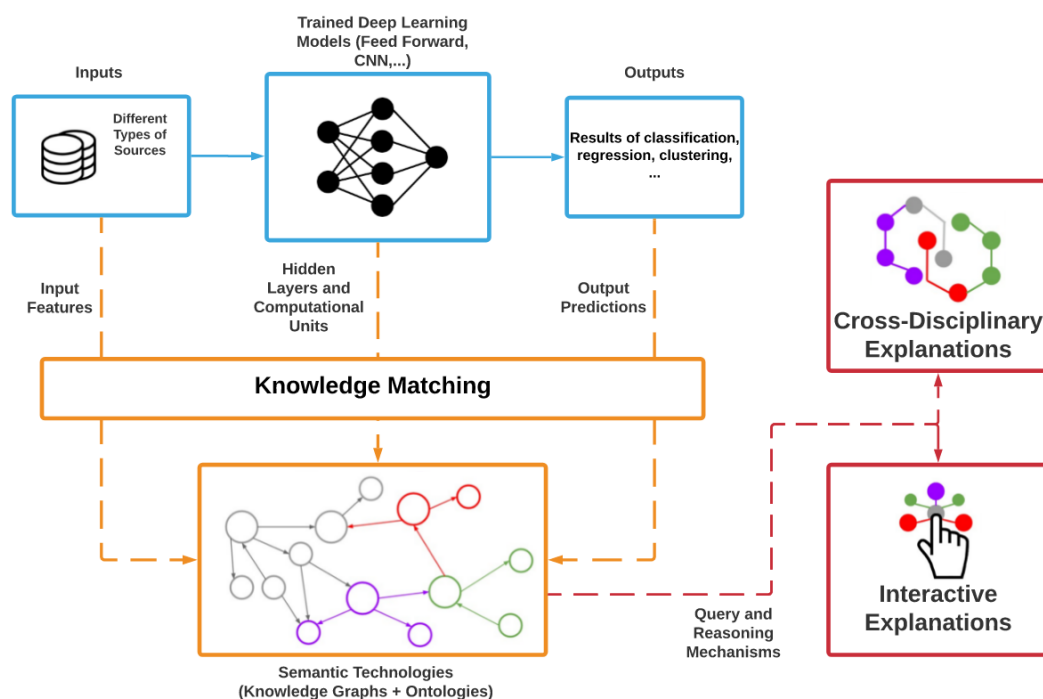 Trained Deep Learning
Models (Feed Forward,
CNN,...)
Inputs
Outputs
Different
Types of
Sources
Results of classification,
regression, clustering,
...
Input
Features
Hidden
Layers and
Computational
Units
Output
Predictions
Knowledge Matching
Cross-Disciplinary
Explanations
Interactive
Explanations
Query and
Reasoning
Mechanisms
Semantic Technologies
(Knowledge Graphs + Ontologies)